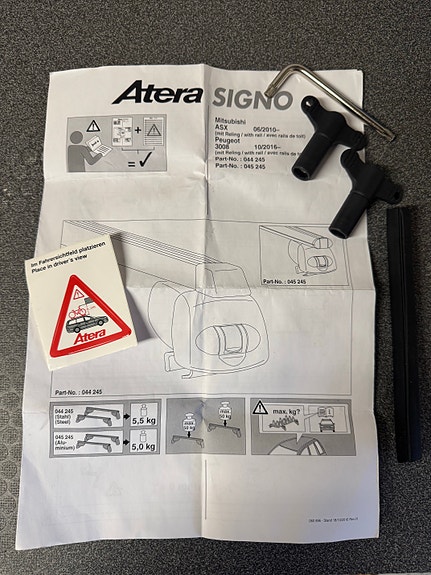 Atera SIGNO
Mitsubishi
ASX 06/2010–
(mit Reling / with rail / avec rails de toit)
Peugeot
3008 10/2016–
(mit Reling / with rail / avec rails de toit)
Part-No. : 044 245
Part-No. : 045 245
+
= ✓
Im Fahrersichtfeld platzieren
Place in driver's view
Atera
Part-No. : 045 245
Part-No. : 044 245
044 245
(Stahl)
(Steel)
5,5 kg
045 245
(Alu-
minium)
5,0 kg
max.
max.
max. kg?